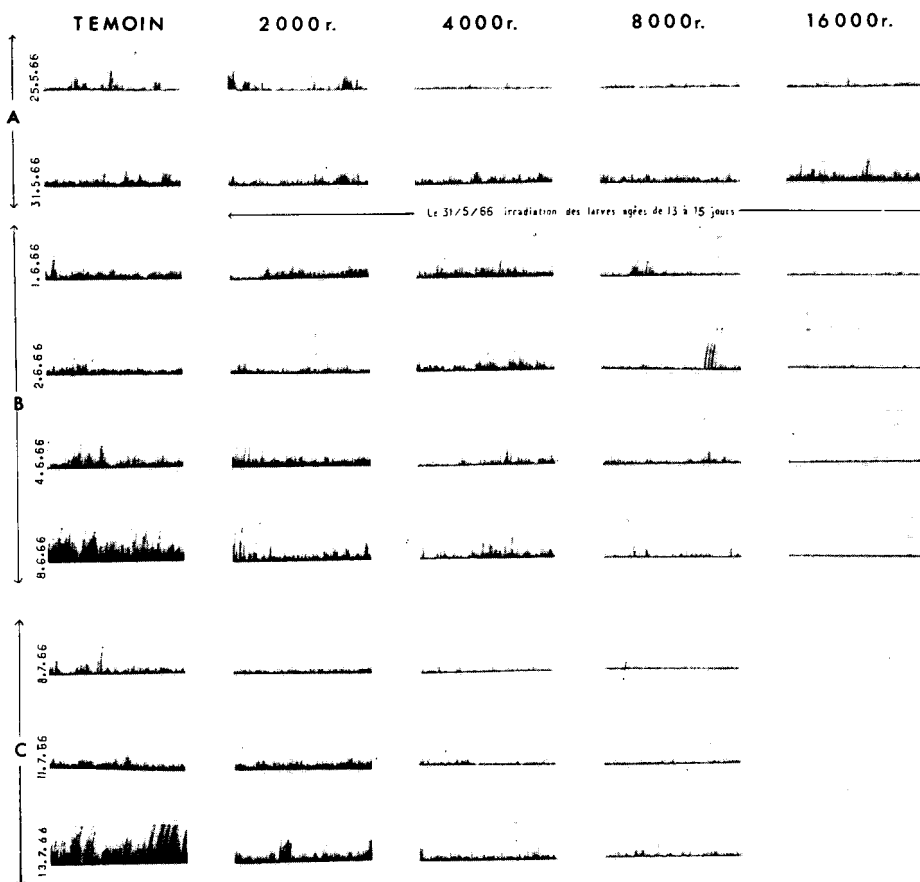 TEMOIN 2000r. 4000r. 8000r. 16000r.
A
25.5.66
31.5.66
Le 31/5/66 irradiation des larves agées de 13 à 15 jours
B
1.6.66
2.6.66
4.6.66
8.6.66
C
8.7.66
11.7.66
13.7.66